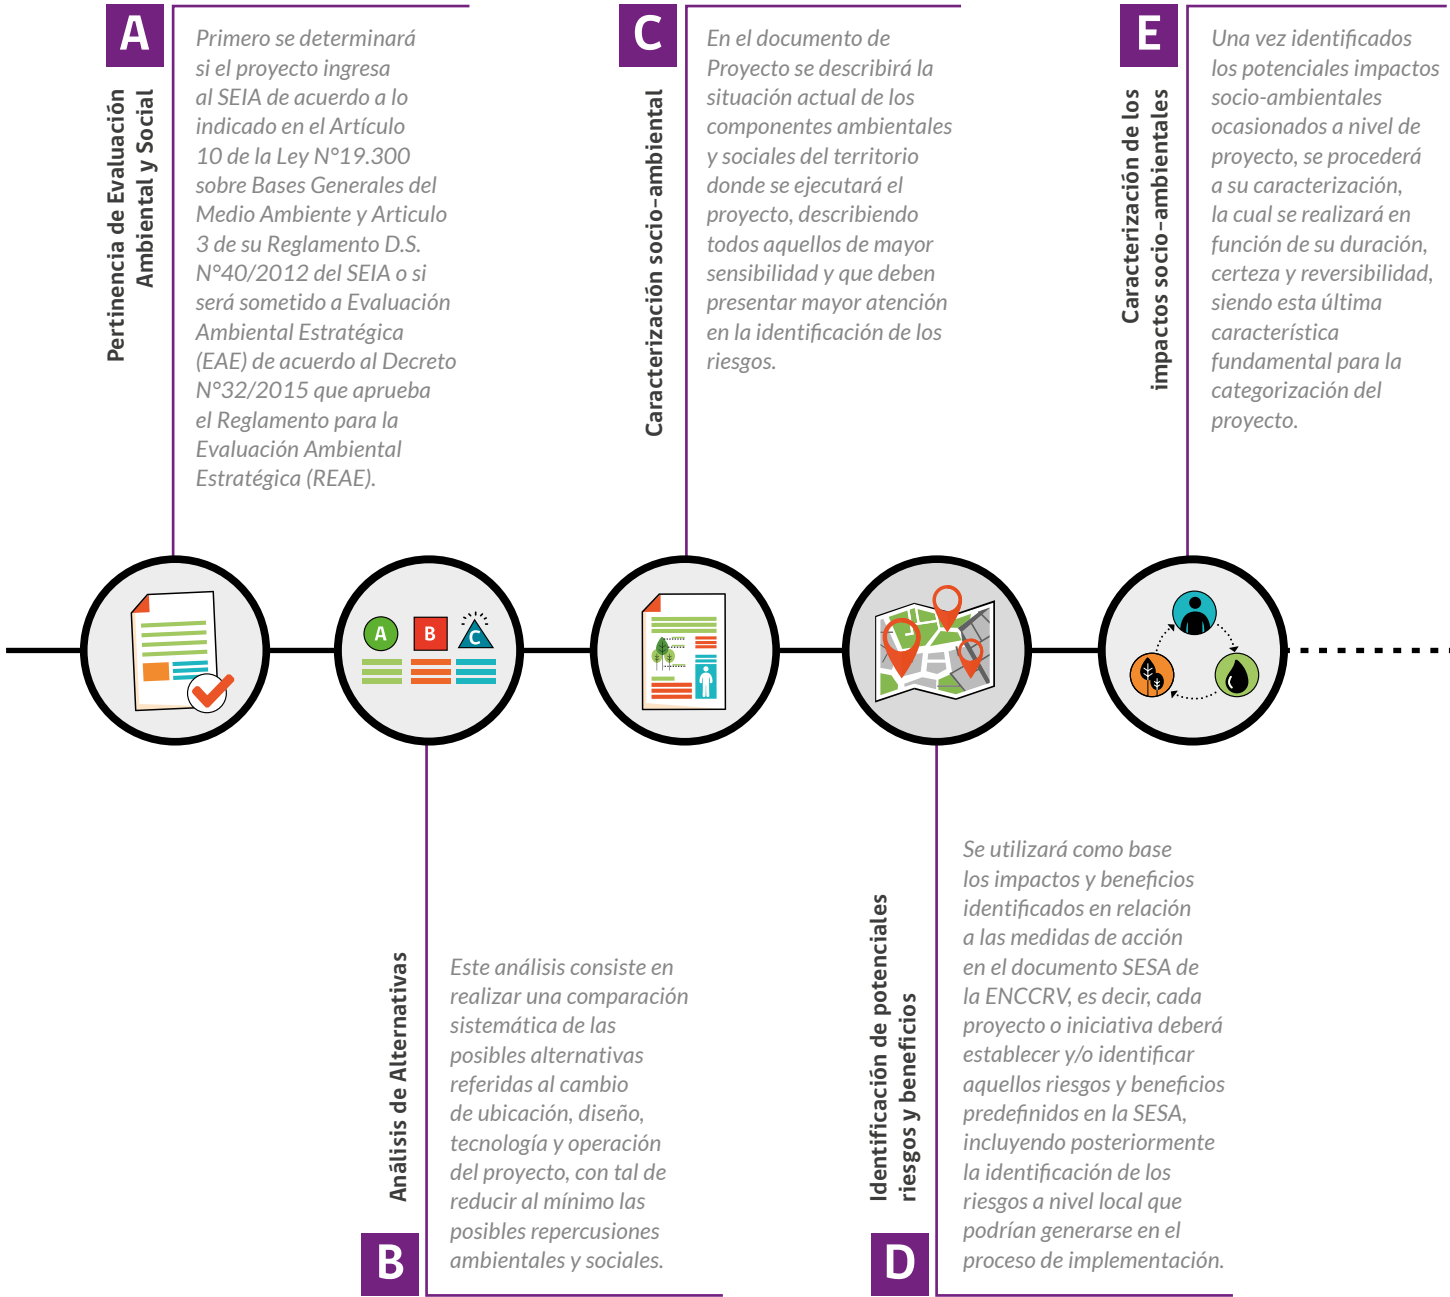 A
Pertinencia de Evaluación
Ambiental y Social
Primero se determinará
si el proyecto ingresa
al SEIA de acuerdo a lo
indicado en el Artículo
10 de la Ley N°19.300
sobre Bases Generales del
Medio Ambiente y Articulo
3 de su Reglamento D.S.
N°40/2012 del SEIA o si
será sometido a Evaluación
Ambiental Estratégica
(EAE) de acuerdo al Decreto
N°32/2015 que aprueba
el Reglamento para la
Evaluación Ambiental
Estratégica (REAE).
C
Caracterización socio-ambiental
En el documento de
Proyecto se describirá la
situación actual de los
componentes ambientales
y sociales del territorio
donde se ejecutará el
proyecto, describiendo
todos aquellos de mayor
sensibilidad y que deben
presentar mayor atención
en la identificación de los
riesgos.
E
Caracterización de los
impactos socio-ambientales
Una vez identificados
los potenciales impactos
socio-ambientales
ocasionados a nivel de
proyecto, se procederá
a su caracterización,
la cual se realizará en
función de su duración,
certeza y reversibilidad,
siendo esta última
característica
fundamental para la
categorización del
proyecto.
A
B
C
Análisis de Alternativas
Este análisis consiste en
realizar una comparación
sistemática de las
posibles alternativas
referidas al cambio
de ubicación, diseño,
tecnología y operación
del proyecto, con tal de
reducir al mínimo las
posibles repercusiones
ambientales y sociales.
B
Identificación de potenciales
riesgos y beneficios
Se utilizará como base
los impactos y beneficios
identificados en relación
a las medidas de acción
en el documento SESA de
la ENCCRV, es decir, cada
proyecto o iniciativa deberá
establecer y/o identificar
aquellos riesgos y beneficios
predefinidos en la SESA,
incluyendo posteriormente
la identificación de los
riesgos a nivel local que
podrían generarse en el
proceso de implementación.
D